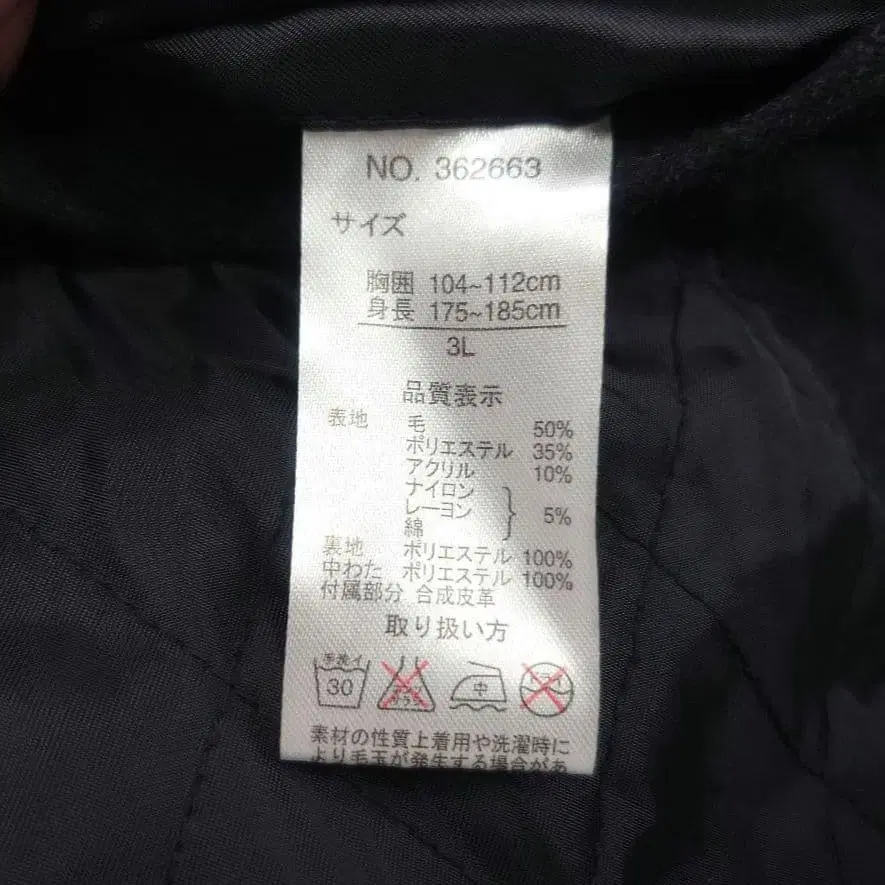 NO. 362663
サイズ
胸囲 104~112cm
身長 175~185cm
3L
品質表示
表地 毛 50%
ポリエステル 35%
アクリル 10%
ナイロン
レーヨン } 5%
綿
裏地 ポリエステル 100%
中わた ポリエステル 100%
付属部分 合成皮革
取り扱い方
手洗イ 30 中
素材の性質上着用や洗濯時に
より毛玉が発生する場合があ